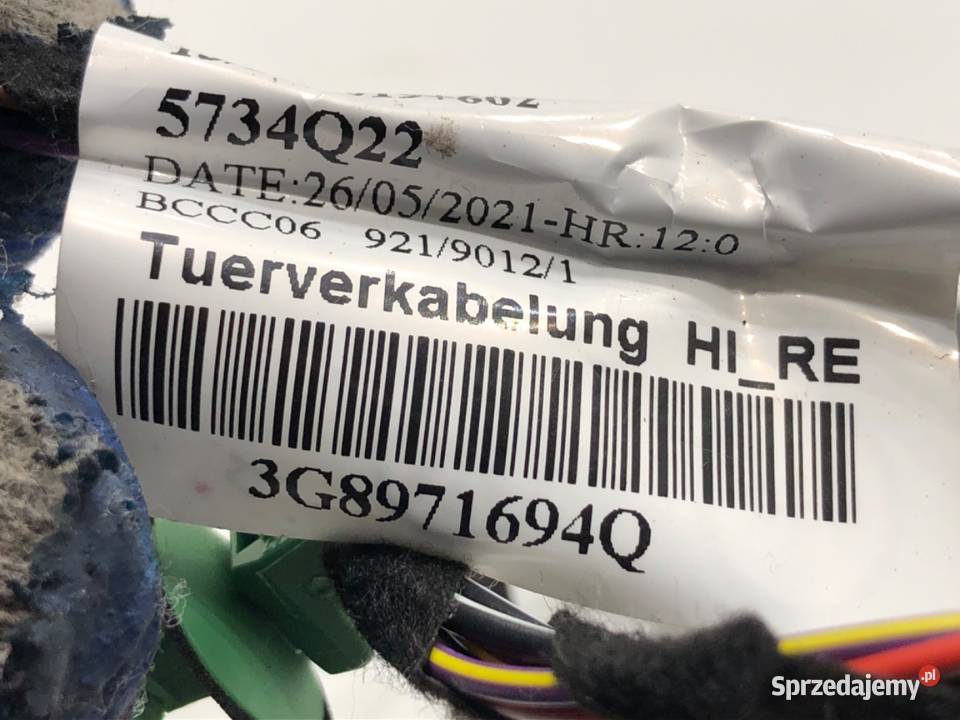 5734Q22
DATE:26/05/2021-HR:12:0
BCCC06 921/9012/1
Tuerverkabelung HI_RE
3G8971694Q
Sprzedajemy.pl